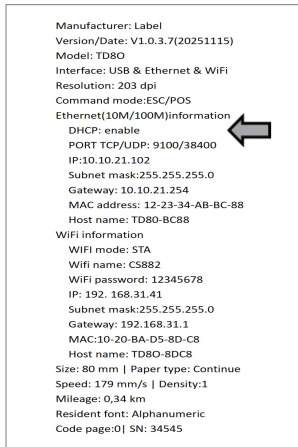 Manufacturer: Label
Version/Date: V1.0.3.7(20251115)
Model: TD8O
Interface: USB & Ethernet & WiFi
Resolution: 203 dpi
Command mode:ESC/POS
Ethernet(10M/100M)information
DHCP: enable
PORT TCP/UDP: 9100/38400
IP:10.10.21.102
Subnet mask:255.255.255.0
Gateway: 10.10.21.254
MAC address: 12-23-34-AB-BC-88
Host name: TD80-BC88
WiFi information
WIFI mode: STA
Wifi name: CS882
WiFi password: 12345678
IP: 192. 168.31.41
Subnet mask:255.255.255.0
Gateway: 192.168.31.1
MAC:10-20-BA-D5-8D-C8
Host name: TD8O-8DC8
Size: 80 mm | Paper type: Continue
Speed: 179 mm/s | Density:1
Mileage: 0,34 km
Resident font: Alphanumeric
Code page:0| SN: 34545